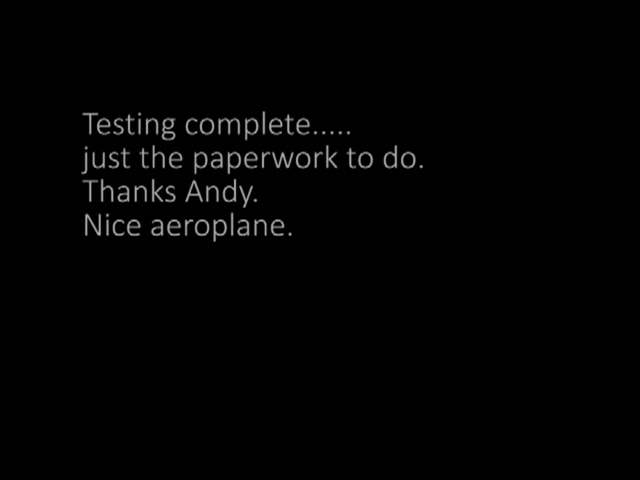 Testing complete.....
just the paperwork to do.
Thanks Andy.
Nice aeroplane.